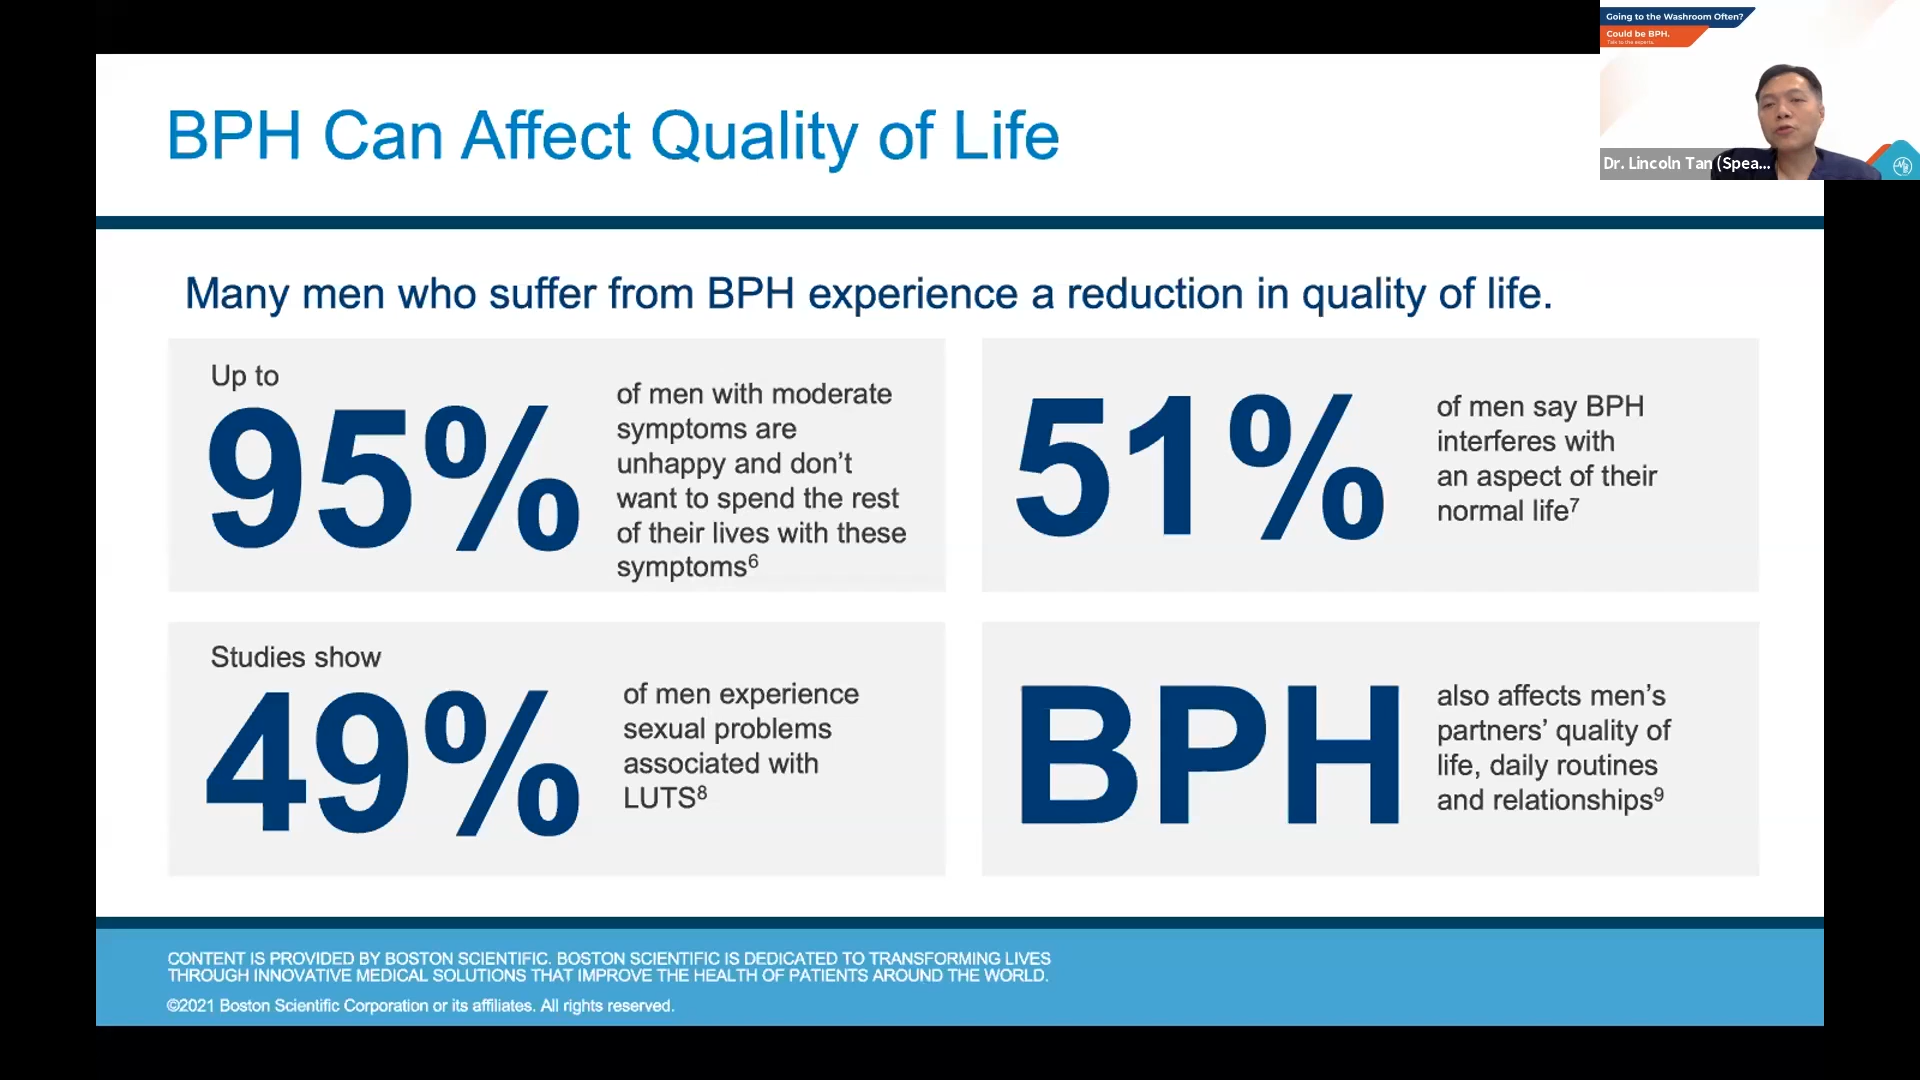 Going to the Washroom Often?
Could be BPH.
Talk to the experts.
Dr. Lincoln Tan (Spea...
BPH Can Affect Quality of Life
Many men who suffer from BPH experience a reduction in quality of life.
Up to
95%
of men with moderate
symptoms are
unhappy and don’t
want to spend the rest
of their lives with these
symptoms⁶
51%
of men say BPH
interferes with
an aspect of their
normal life⁷
Studies show
49%
of men experience
sexual problems
associated with
LUTS⁸
BPH
also affects men’s
partners’ quality of
life, daily routines
and relationships⁹
CONTENT IS PROVIDED BY BOSTON SCIENTIFIC. BOSTON SCIENTIFIC IS DEDICATED TO TRANSFORMING LIVES
THROUGH INNOVATIVE MEDICAL SOLUTIONS THAT IMPROVE THE HEALTH OF PATIENTS AROUND THE WORLD.
©2021 Boston Scientific Corporation or its affiliates. All rights reserved.